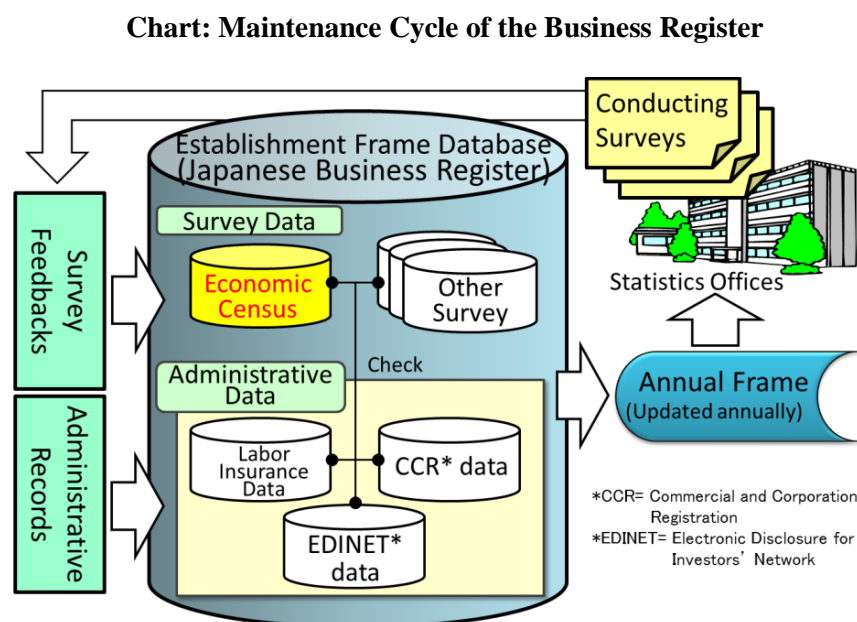 Chart: Maintenance Cycle of the Business Register
Conducting
Surveys
Establishment Frame Database
(Japanese Business Register)
Survey Data
Survey
Feedbacks
Economic
Census
Other
Survey
Statistics Offices
Check
Administrative
Data
Annual Frame
(Updated annually)
Administrative
Records
Labor
Insurance
Data
CCR* data
EDINET*
data
*CCR= Commercial and Corporation
Registration
*EDINET= Electronic Disclosure for
Investors' Network